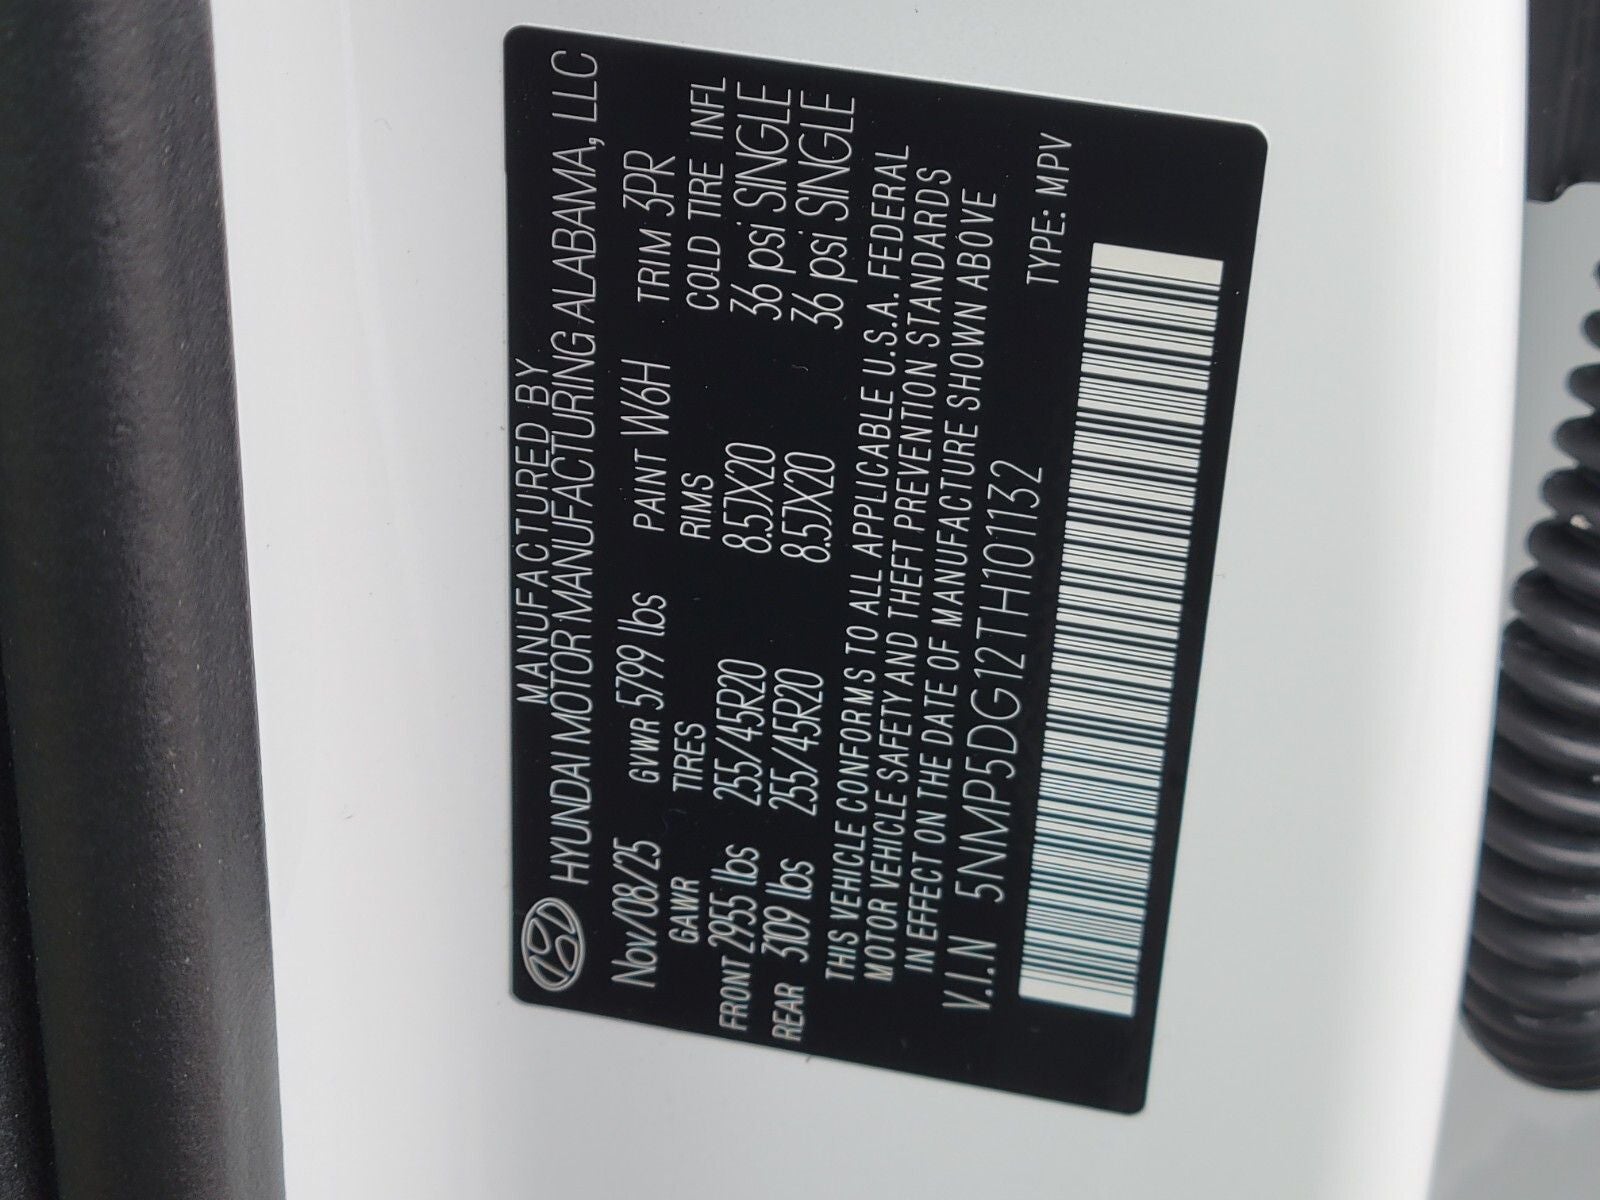 MANUFACTURED BY
HYUNDAI MOTOR MANUFACTURING ALABAMA, LLC
Nov/08/25 GVWR 5799 lbs PAINT W6H TRIM 3PR
GAWR TIRES RIMS COLD TIRE INFL
FRONT 2955 lbs 255/45R20 8.5JX20 36 psi SINGLE
REAR 3109 lbs 255/45R20 8.5JX20 36 psi SINGLE
THIS VEHICLE CONFORMS TO ALL APPLICABLE U.S.A. FEDERAL
MOTOR VEHICLE SAFETY AND THEFT PREVENTION STANDARDS
IN EFFECT ON THE DATE OF MANUFACTURE SHOWN ABOVE
V.I.N 5NMP5DG12TH101132 TYPE: MPV